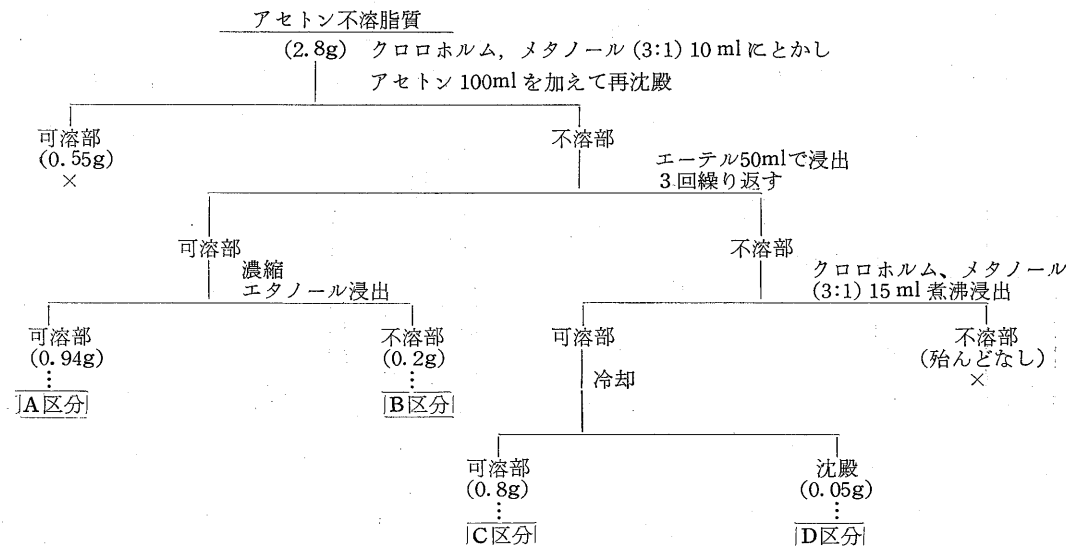 アセトン不溶脂質
(2.8g) クロロホルム,メタノール (3:1) 10 ml にとかし
アセトン 100ml を加えて再沈殿
可溶部
(0.55g)
×
不溶部
エーテル50mlで浸出
3回繰り返す
可溶部
濃縮
エタノール浸出
不溶部
クロロホルム、メタノール
(3:1) 15 ml 煮沸浸出
可溶部
(0.94g)
A区分
不溶部
(0.2g)
B区分
可溶部
冷却
不溶部
(殆んどなし)
×
可溶部
(0.8g)
C区分
沈殿
(0.05g)
D区分